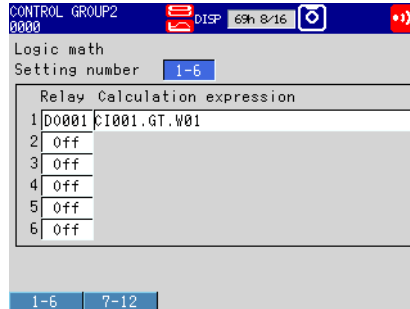 CONTROL GROUP2
0000
DISP 69h 8/16
Logic math
Setting number 1-6
Relay Calculation expression
1 DO001 CI001.GT.W01
2 Off
3 Off
4 Off
5 Off
6 Off
1-6 7-12